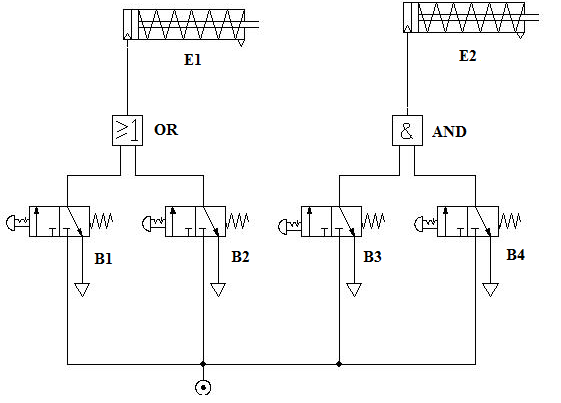 E1
E2
≥1 OR
& AND
B1
B2
B3
B4